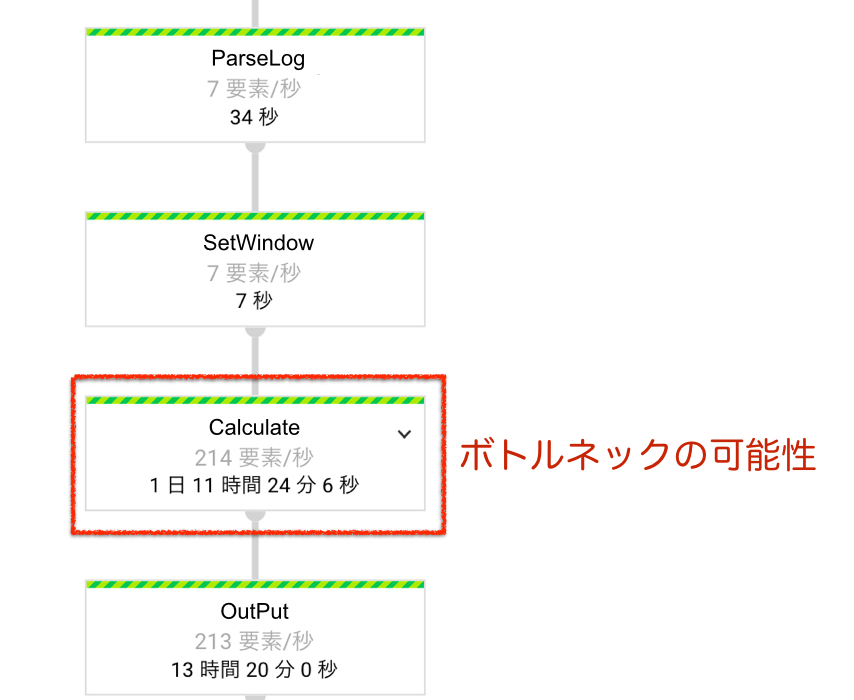 ParseLog
7 要素/秒
34 秒
SetWindow
7 要素/秒
7 秒
Calculate
214 要素/秒
1 日 11 時間 24 分 6 秒
ボトルネックの可能性
OutPut
213 要素/秒
13 時間 20 分 0 秒